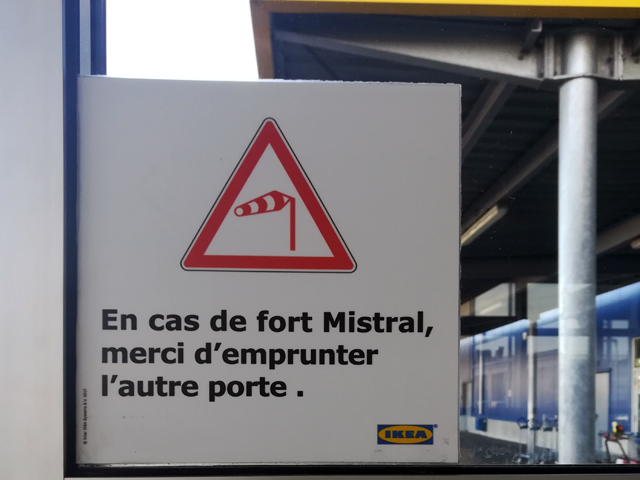 En cas de fort Mistral,
merci d'emprunter
l'autre porte .
IKEA